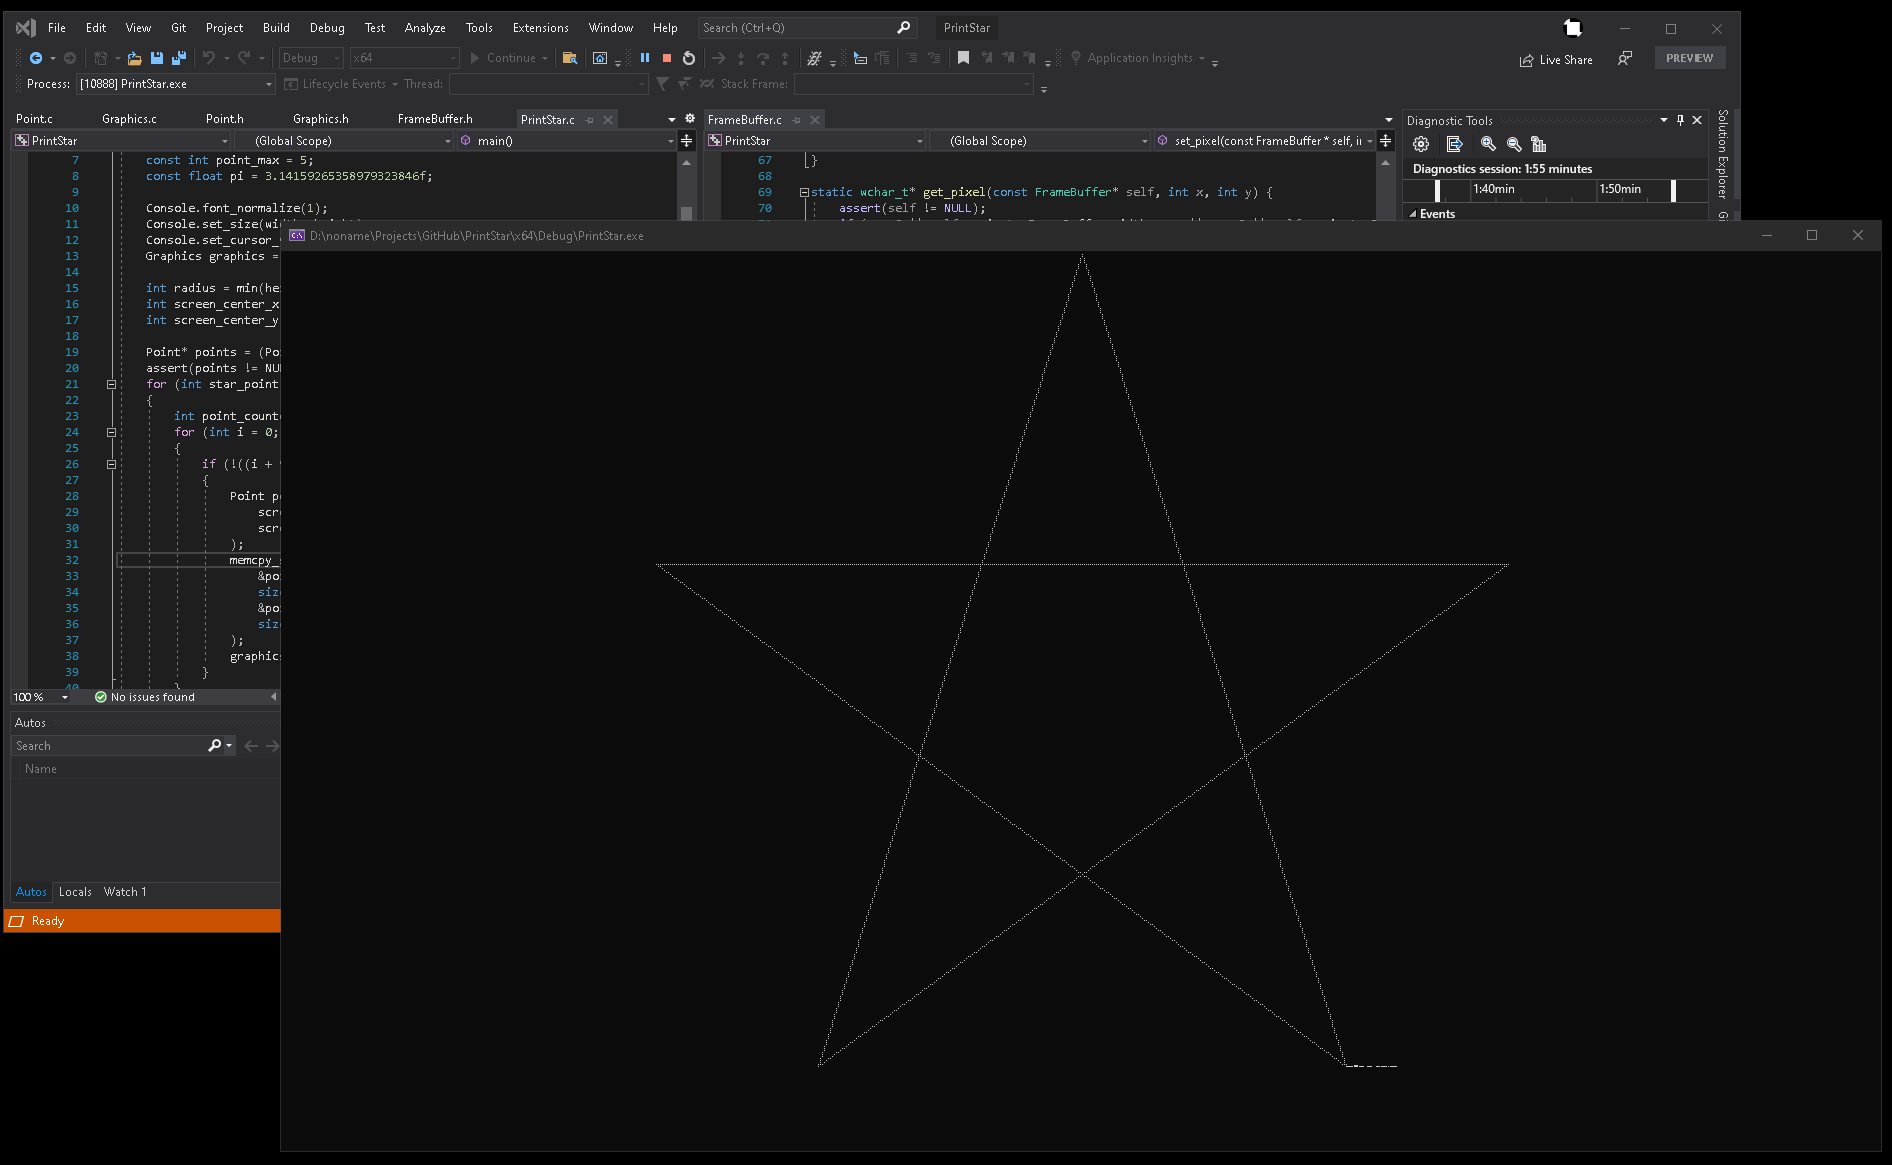 File Edit View Git Project Build Debug Test Analyze Tools Extensions Window Help Search (Ctrl+Q) PrintStar
Debug x64 Continue Application Insights Live Share PREVIEW
Process: [10888] PrintStar.exe Lifecycle Events Thread: Stack Frame:
Point.c Graphics.c Point.h Graphics.h FrameBuffer.h PrintStar.c
PrintStar (Global Scope) main()
7 const int point_max = 5;
8 const float pi = 3.14159265358979323846f;
9
10 Console.font_normalize(1);
11 Console.set_size(wi
12 Console.set_cursor_
13 Graphics graphics =
14
15 int radius = min(he
16 int screen_center_x
17 int screen_center_y
18
19 Point* points = (Po
20 assert(points != NU
21 for (int star_point
22 {
23 int point_count
24 for (int i = 0;
25 {
26 if (!((i +
27 {
28 Point p
29 scr
30 scr
31 );
32 memcpy_
33 &po
34 siz
35 &po
36 siz
37 );
38 graphic
39 }
40 }
100 % No issues found
Autos
Search
Name
Autos Locals Watch 1
Ready
FrameBuffer.c
PrintStar (Global Scope) set_pixel(const FrameBuffer * self, i
67 }
68
69 static wchar_t* get_pixel(const FrameBuffer* self, int x, int y) {
70 assert(self != NULL);
Diagnostic Tools
Diagnostics session: 1:55 minutes
1:40min 1:50min
Events
Solution Explorer
D:\noname\Projects\GitHub\PrintStar\x64\Debug\PrintStar.exe